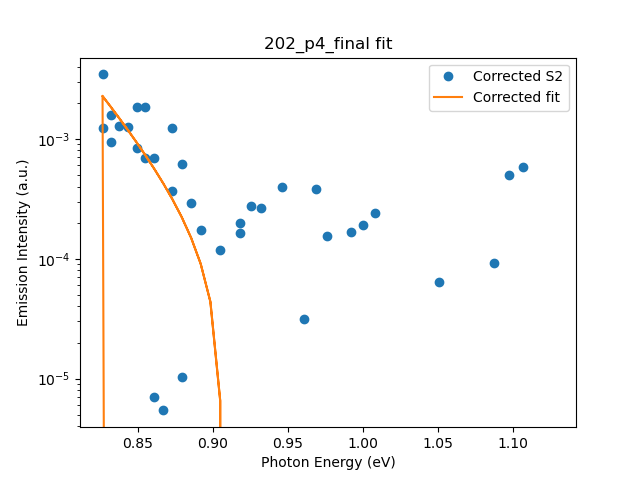 202_p4_final fit
Corrected S2
Corrected fit
Emission Intensity (a.u.)
10⁻³
10⁻⁴
10⁻⁵
0.85 0.90 0.95 1.00 1.05 1.10
Photon Energy (eV)